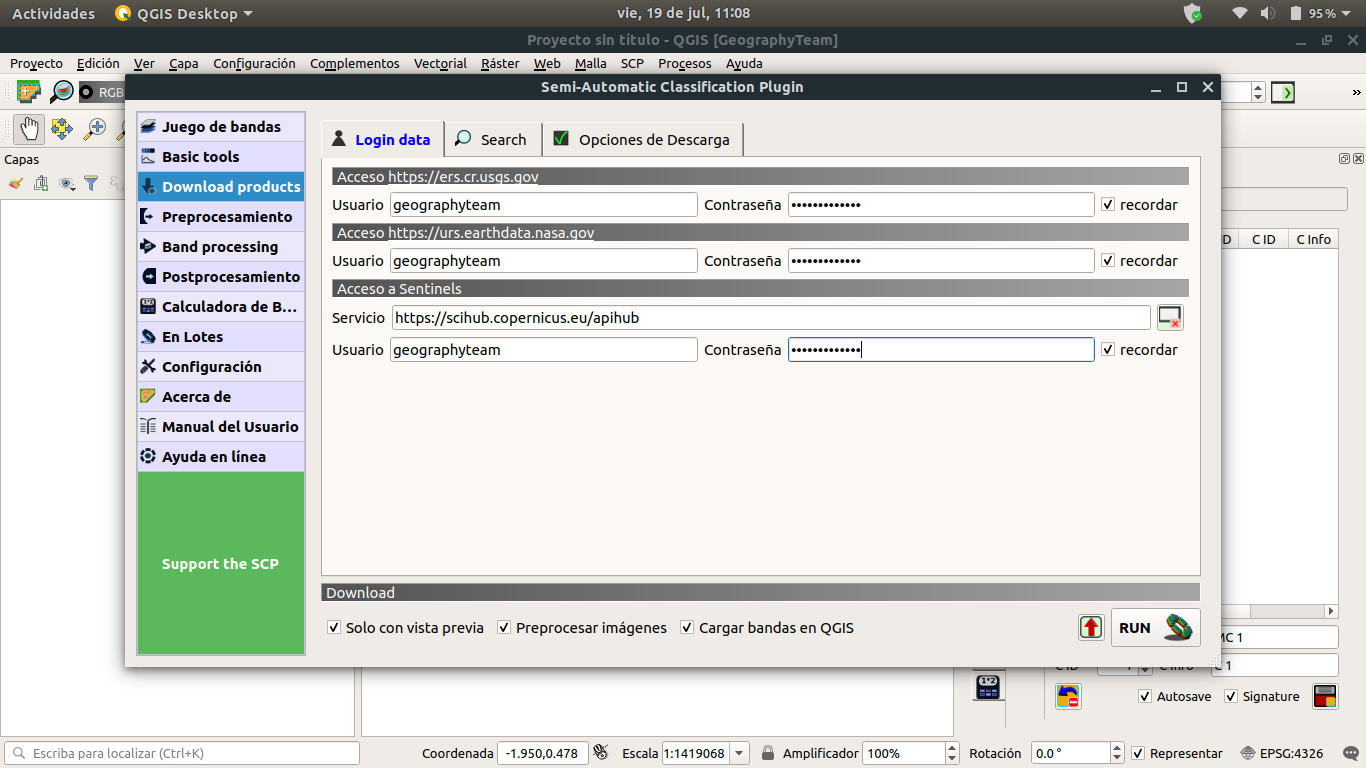 Actividades QGIS Desktop vie, 19 de jul, 11:08 95 %
Proyecto sin título - QGIS [GeographyTeam]
Proyecto Edición Ver Capa Configuración Complementos Vectorial Ráster Web Malla SCP Procesos Ayuda
RGB
»
Semi-Automatic Classification Plugin
Capas
Juego de bandas
Basic tools
Download products
Preprocesamiento
Band processing
Postprocesamiento
Calculadora de B...
En Lotes
Configuración
Acerca de
Manual del Usuario
Ayuda en línea
Support the SCP
Login data Search Opciones de Descarga
Acceso https://ers.cr.usgs.gov
Usuario geographyteam Contraseña ••••••••••••• recordar
Acceso https://urs.earthdata.nasa.gov
Usuario geographyteam Contraseña ••••••••••••• recordar
Acceso a Sentinels
Servicio https://scihub.copernicus.eu/apihub
Usuario geographyteam Contraseña ••••••••••••• recordar
Download
Solo con vista previa Preprocesar imágenes Cargar bandas en QGIS RUN
D C ID C Info
MC 1
C ID 1 C Info C 1
Autosave Signature
Escriba para localizar (Ctrl+K) Coordenada -1.950,0.478 Escala 1:1419068 Amplificador 100% Rotación 0.0 ° Representar EPSG:4326